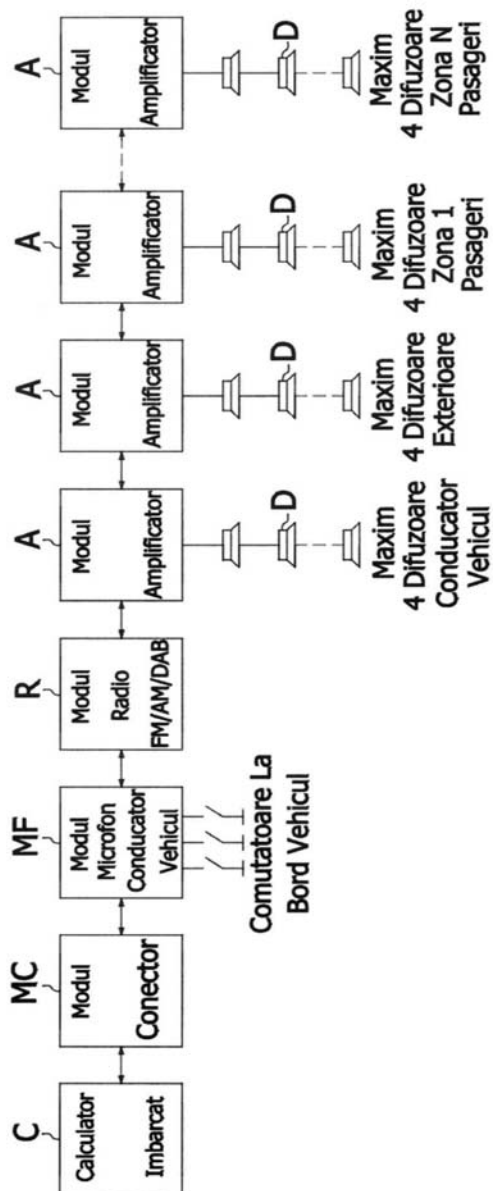 C
Calculator
Imbarcat
MC
Modul
Conector
MF
Modul
Microfon
Conducator
Vehicul
Comutatoare La
Bord Vehicul
R
Modul
Radio
FM/AM/DAB
A
Modul
Amplificator
D
Maxim
4 Difuzoare
Conducator
Vehicul
A
Modul
Amplificator
D
Maxim
4 Difuzoare
Exterioare
A
Modul
Amplificator
D
Maxim
4 Difuzoare
Zona 1
Pasageri
A
Modul
Amplificator
D
Maxim
4 Difuzoare
Zona N
Pasageri